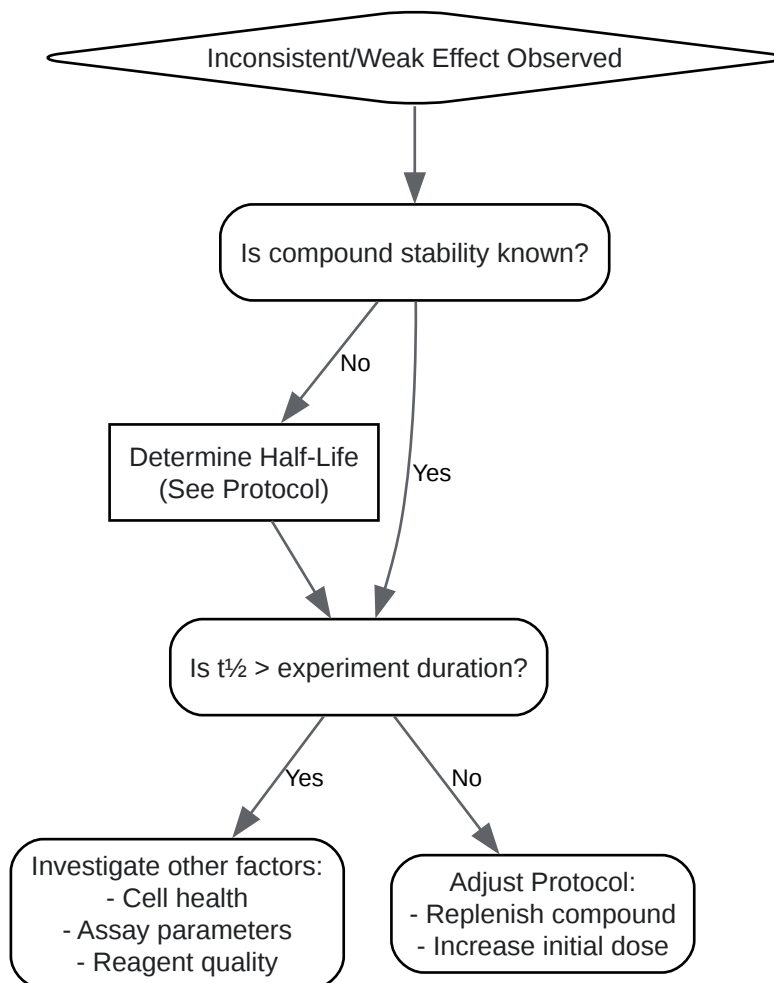 Inconsistent/Weak Effect Observed
Is compound stability known?
No
Determine Half-Life
(See Protocol)
Yes
Is t½ > experiment duration?
Yes
No
Investigate other factors:
- Cell health
- Assay parameters
- Reagent quality
Adjust Protocol:
- Replenish compound
- Increase initial dose